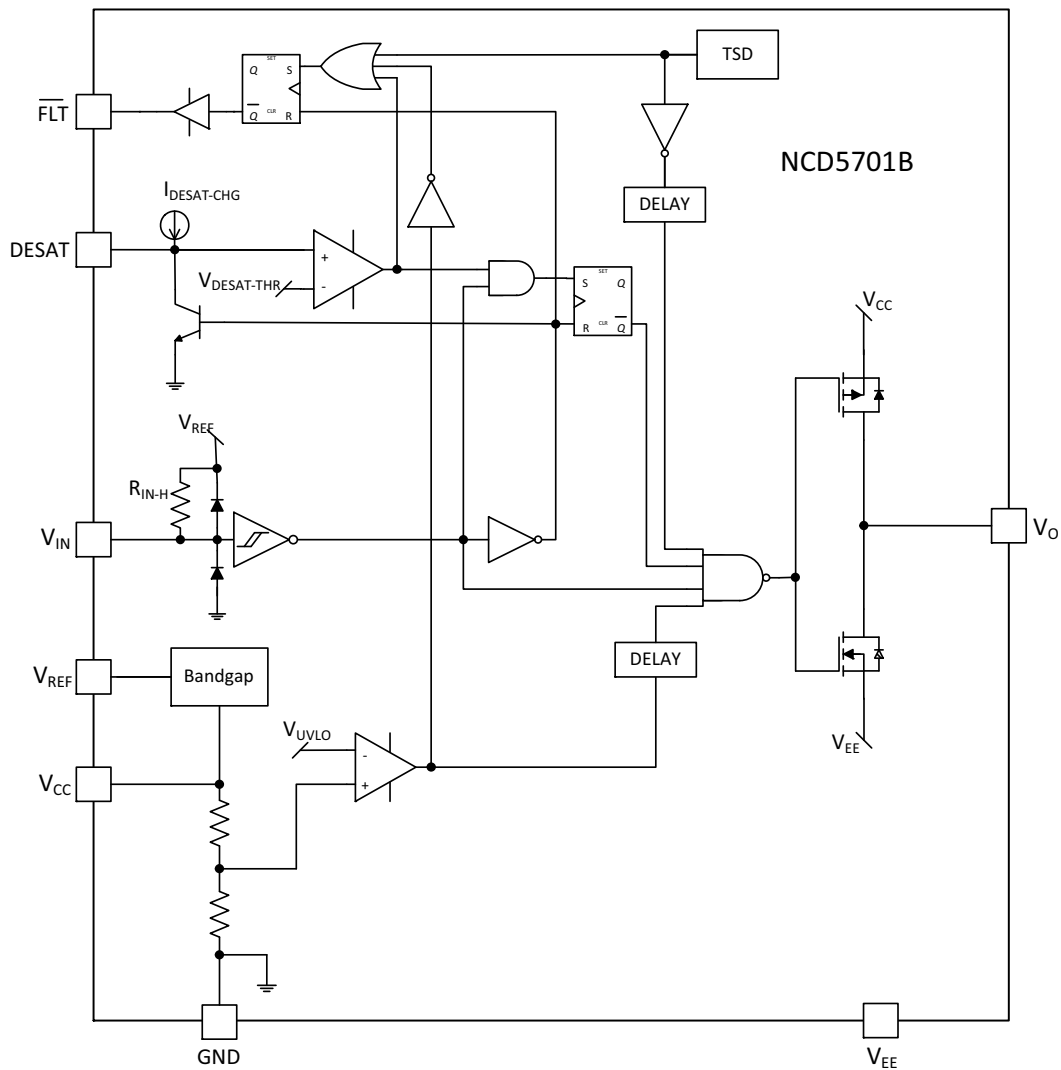 TSD
SET
Q
S
FLT
Q
CLR
R
NCD5701B
I DESAT-CHG
DELAY
DESAT
+
V DESAT-THR
-
SET
S
Q
R
CLR
Q
V CC
V REF
R IN-H
V IN
V O
DELAY
V REF
Bandgap
V UVLO
-
V EE
V CC
+
GND
V EE